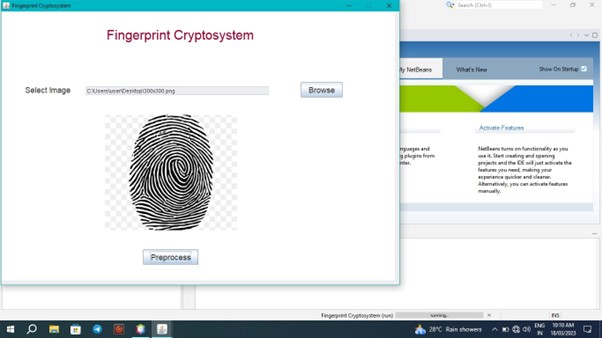 Fingerprint Cryptosystem
Search (Ctrl+I)
Fingerprint Cryptosystem
My NetBeans
What's New
Show On Startup
Select Image
C:\Users\user\Desktop\300x300.png
Browse
Activate Features
nguages and
NetBeans turns on functionality as
g plugins from
you use it. Start creating and opening
nter.
projects and the IDE will just activate the
features you need, making your
experience quicker and cleaner.
Alternatively, you can activate features
manually.
Preprocess
Fingerprint Cryptosystem (run)
running...
INS
28°C Rain showers
ENG
IN
10:10 AM
18/03/2023